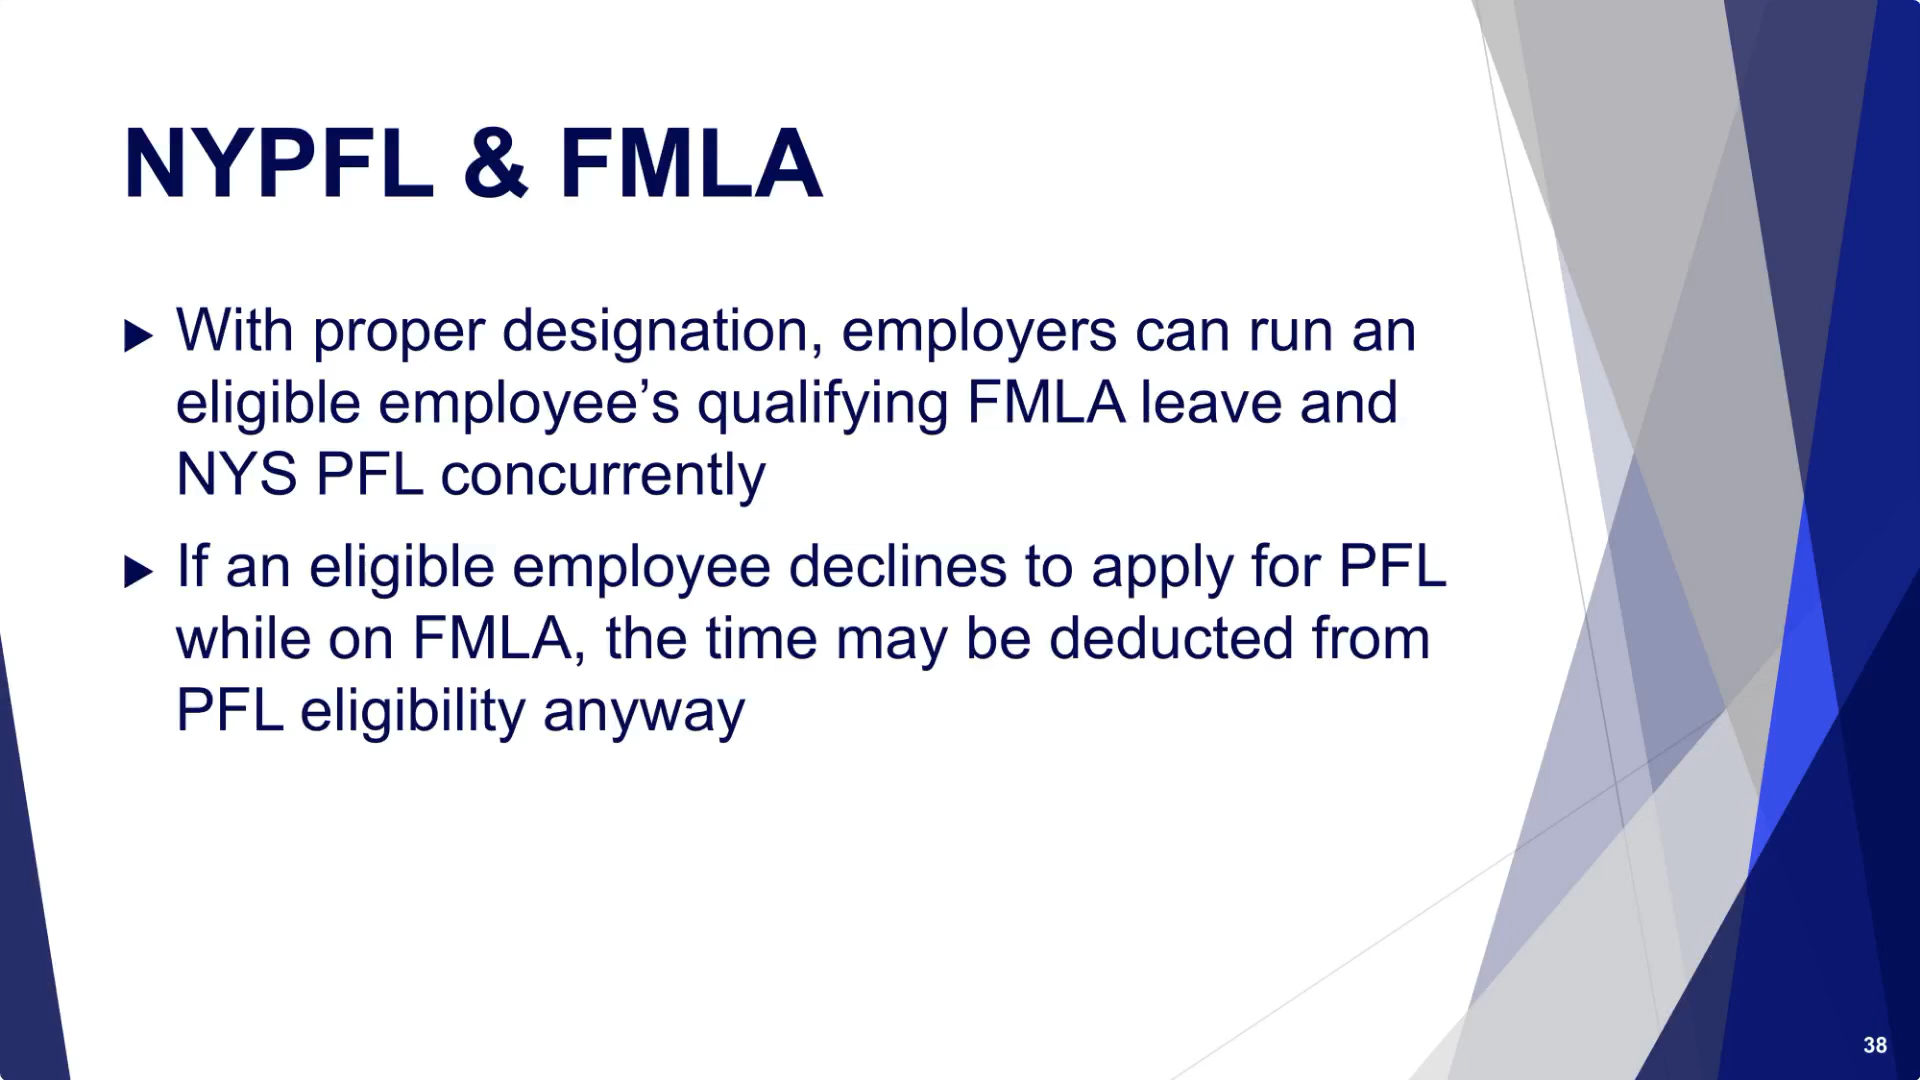 NYPFL & FMLA
With proper designation, employers can run an
eligible employee’s qualifying FMLA leave and
NYS PFL concurrently
If an eligible employee declines to apply for PFL
while on FMLA, the time may be deducted from
PFL eligibility anyway
38